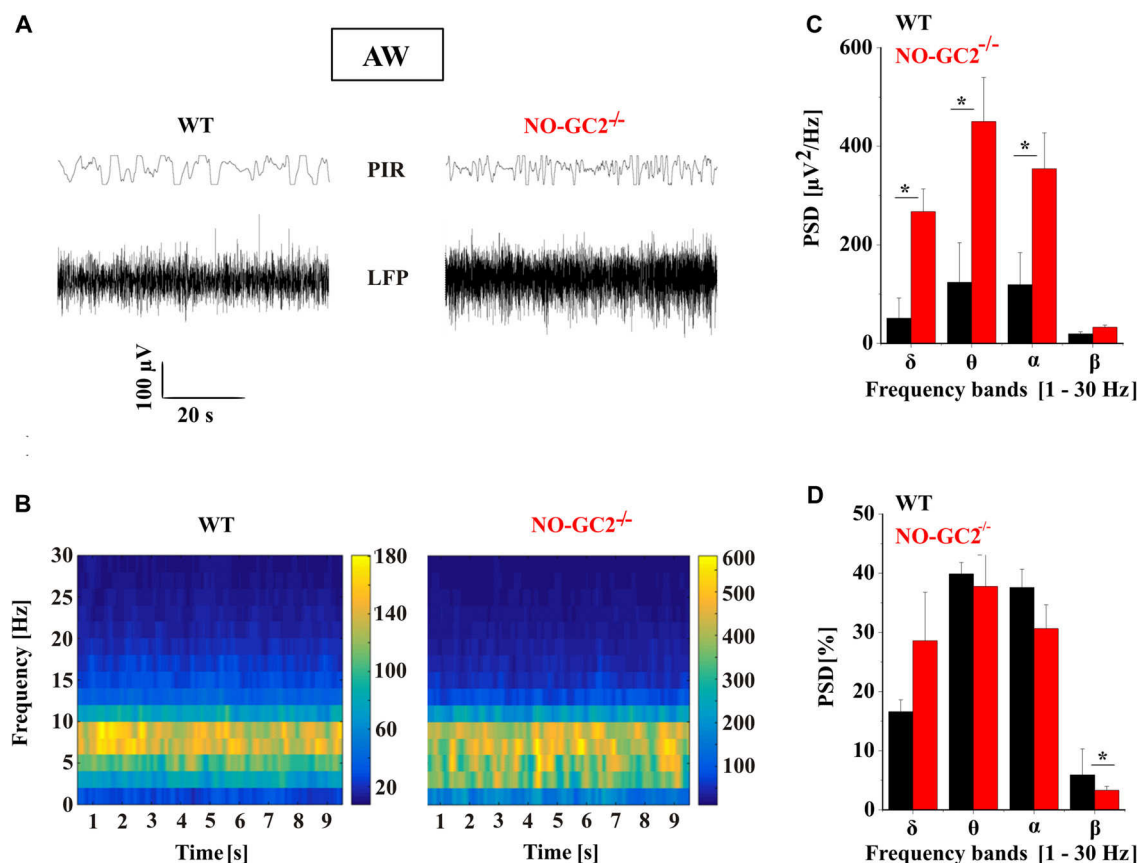 A
AW
WT
NO-GC2-/-
PIR
LFP
100 µV
20 s
B
WT
NO-GC2-/-
Frequency [Hz]
30
25
20
15
10
5
0
1 2 3 4 5 6 7 8 9
Time [s]
180
140
100
60
20
1 2 3 4 5 6 7 8 9
Time [s]
600
500
400
300
200
100
C
WT
NO-GC2-/-
PSD [µV2/Hz]
600
400
200
0
*
*
*
δ θ α β
Frequency bands [1 - 30 Hz]
D
WT
NO-GC2-/-
PSD [%]
50
40
30
20
10
0
*
δ θ α β
Frequency bands [1 - 30 Hz]